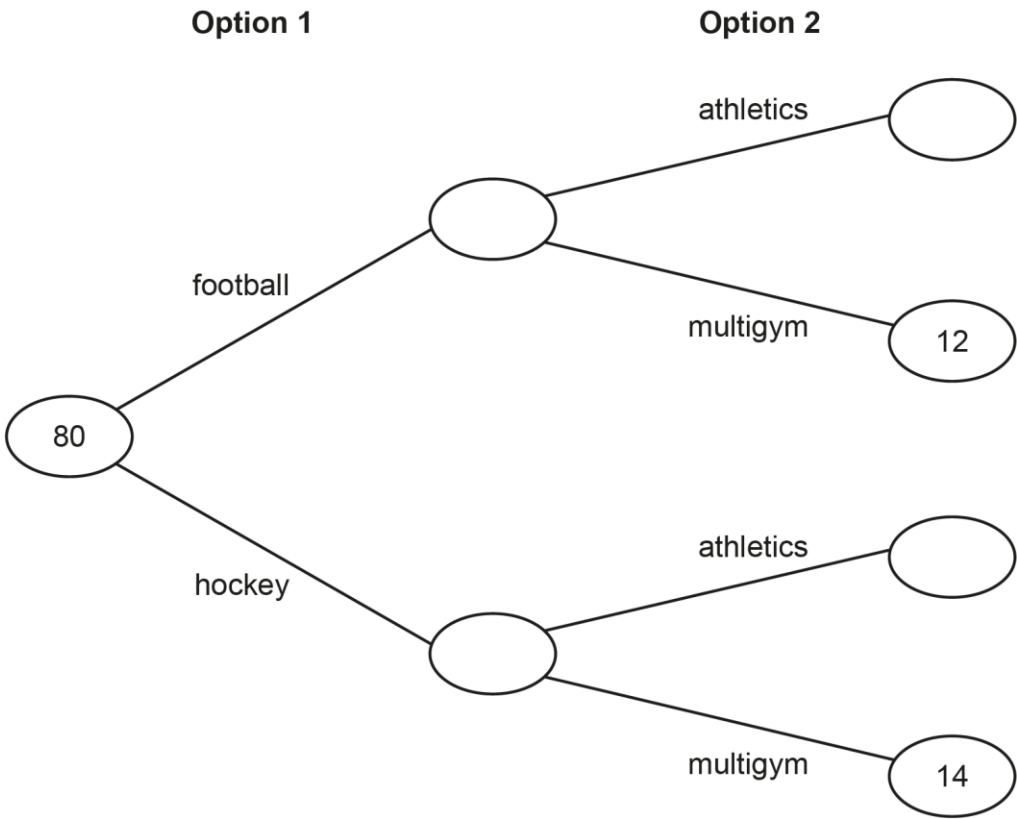 Option 1 Option 2
athletics
football
multigym
12
80
athletics
hockey
multigym
14